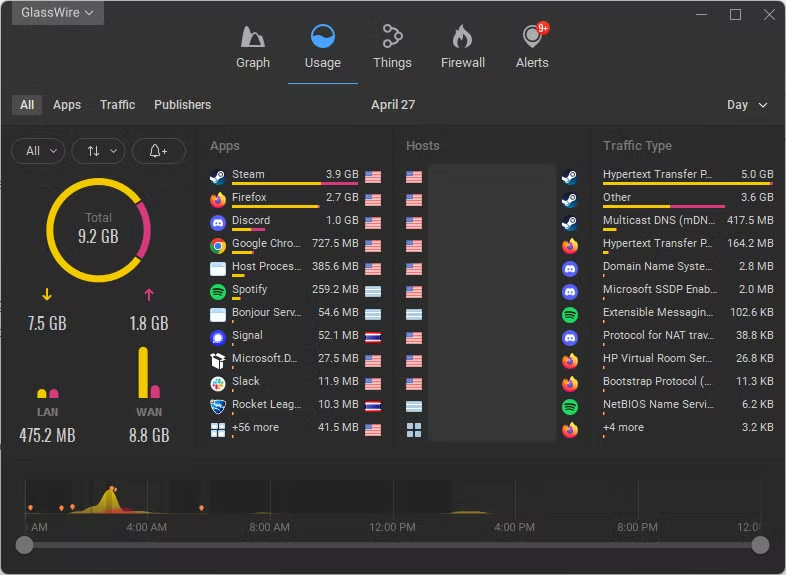 GlassWire
9+
Graph Usage Things Firewall Alerts
All Apps Traffic Publishers April 27 Day
All
Total
9.2 GB
7.5 GB 1.8 GB
LAN WAN
475.2 MB 8.8 GB
Apps
Steam 3.9 GB
Firefox 2.7 GB
Discord 1.0 GB
Google Chro... 727.5 MB
Host Proces... 385.6 MB
Spotify 259.2 MB
Bonjour Serv... 54.6 MB
Signal 52.1 MB
Microsoft.D... 27.5 MB
Slack 11.9 MB
Rocket Leag... 10.3 MB
+56 more 41.5 MB
Hosts
Traffic Type
Hypertext Transfer P... 5.0 GB
Other 3.6 GB
Multicast DNS (mDN... 417.5 MB
Hypertext Transfer P... 164.2 MB
Domain Name Syste... 2.8 MB
Microsoft SSDP Enab... 2.0 MB
Extensible Messagin... 102.6 KB
Protocol for NAT trav... 38.8 KB
HP Virtual Room Ser... 26.8 KB
Bootstrap Protocol (... 11.3 KB
NetBIOS Name Servi... 6.2 KB
+4 more 3.2 KB
AM 4:00 AM 8:00 AM 12:00 PM 4:00 PM 8:00 PM 12:0